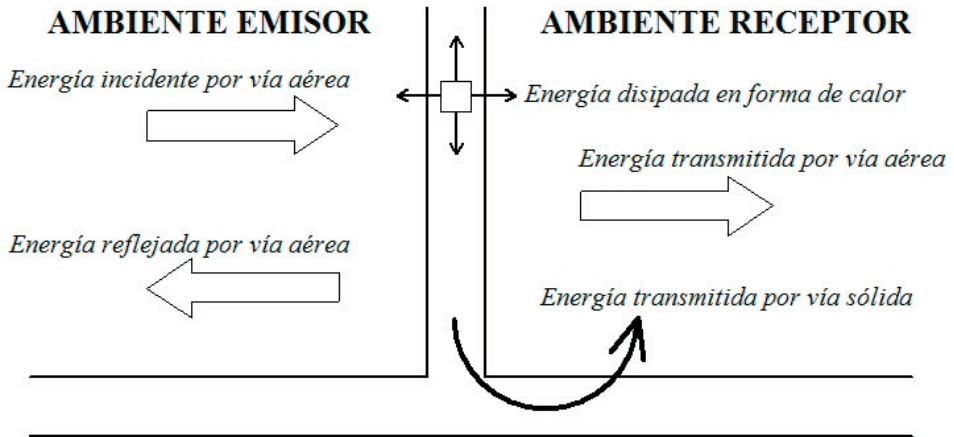 AMBIENTE EMISOR
AMBIENTE RECEPTOR
Energía incidente por vía aérea
Energía disipada en forma de calor
Energía transmitida por vía aérea
Energía reflejada por vía aérea
Energía transmitida por vía sólida